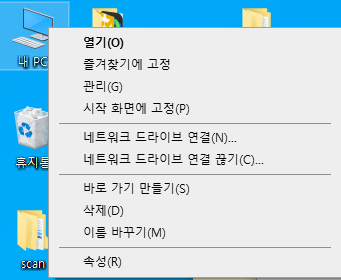 내 PC
열기(O)
즐겨찾기에 고정
관리(G)
시작 화면에 고정(P)
네트워크 드라이브 연결(N)...
네트워크 드라이브 연결 끊기(C)...
바로 가기 만들기(S)
삭제(D)
이름 바꾸기(M)
속성(R)
휴지통
scan